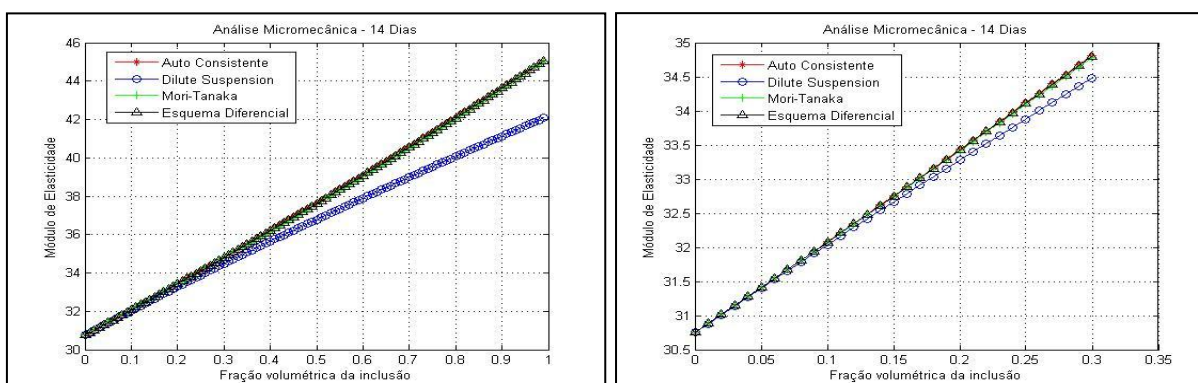 Análise Micromecânica - 14 Dias
46
44
42
40
38
36
34
32
30
Módulo de Elasticidade
Auto Consistente
Dilute Suspension
Mori-Tanaka
Esquema Diferencial
0 0.1 0.2 0.3 0.4 0.5 0.6 0.7 0.8 0.9 1
Fração volumétrica da inclusão
Análise Micromecânica - 14 Dias
35
34.5
34
33.5
33
32.5
32
31.5
31
30.5
Módulo de Elasticidade
Auto Consistente
Dilute Suspension
Mori-Tanaka
Esquema Diferencial
0 0.05 0.1 0.15 0.2 0.25 0.3 0.35
Fração volumétrica da inclusão